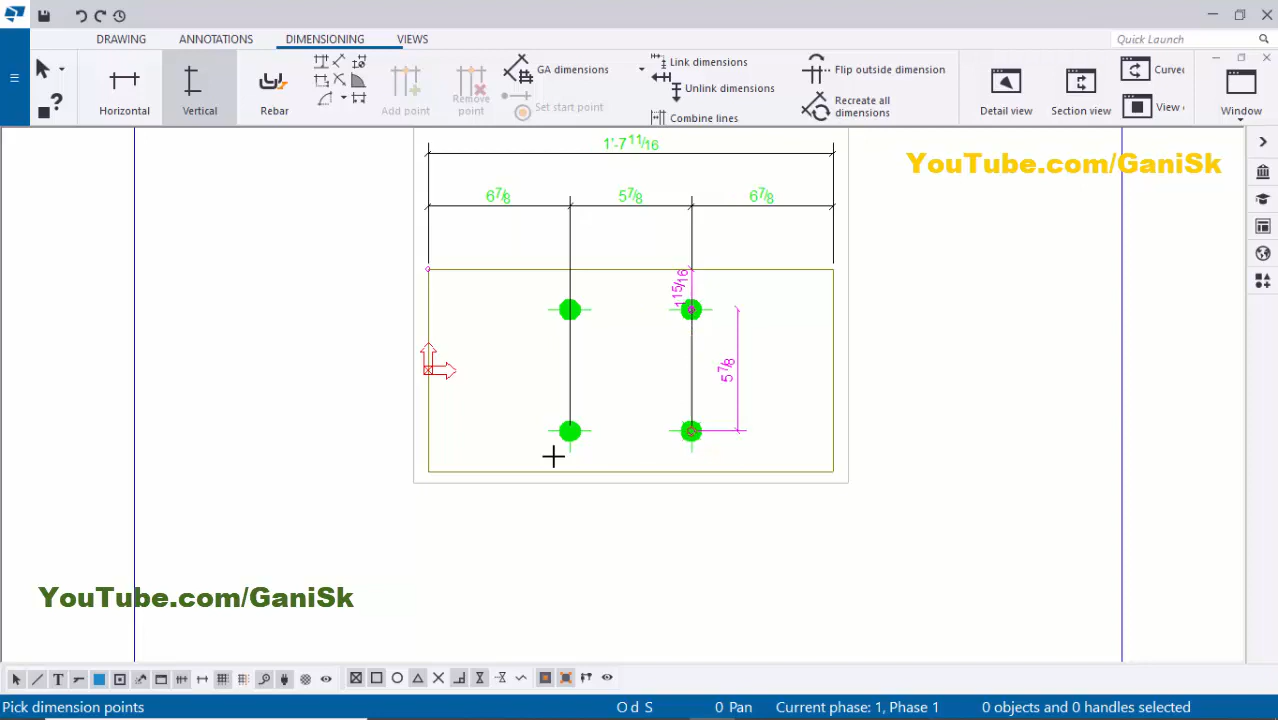 DRAWING ANNOTATIONS DIMENSIONING VIEWS Quick Launch
Horizontal
Vertical
Rebar
Add point
Remove point
GA dimensions
Set start point
Link dimensions
Unlink dimensions
Combine lines
Flip outside dimension
Recreate all dimensions
Detail view
Section view
Curve
View
Window
1'-7 11/16
6 7/8 5 7/8 6 7/8
1 15/16
5 7/8
YouTube.com/GaniSk
YouTube.com/GaniSk
Pick dimension points O d S 0 Pan Current phase: 1, Phase 1 0 objects and 0 handles selected